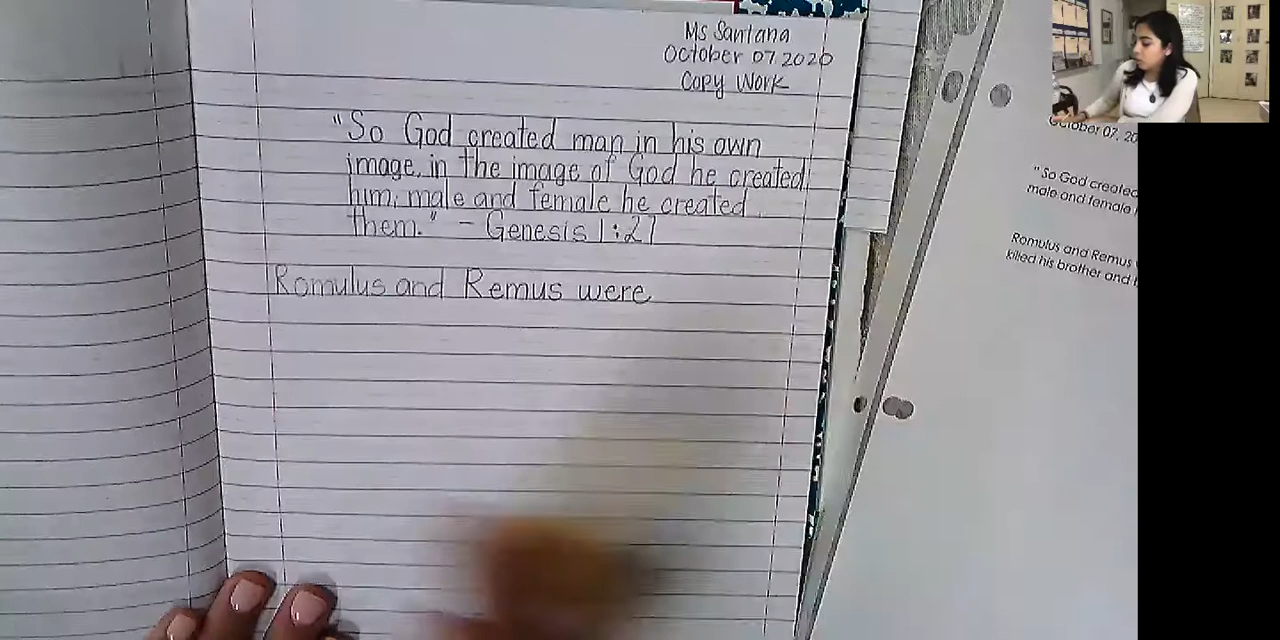 Ms Santana
October 07 2020
Copy Work
"So God created man in his own
image, in the image of God he created
him; male and female he created
them." - Genesis 1:27
Romulus and Remus were
October 07, 20
"So God created
male and female
Romulus and Remus
killed his brother and